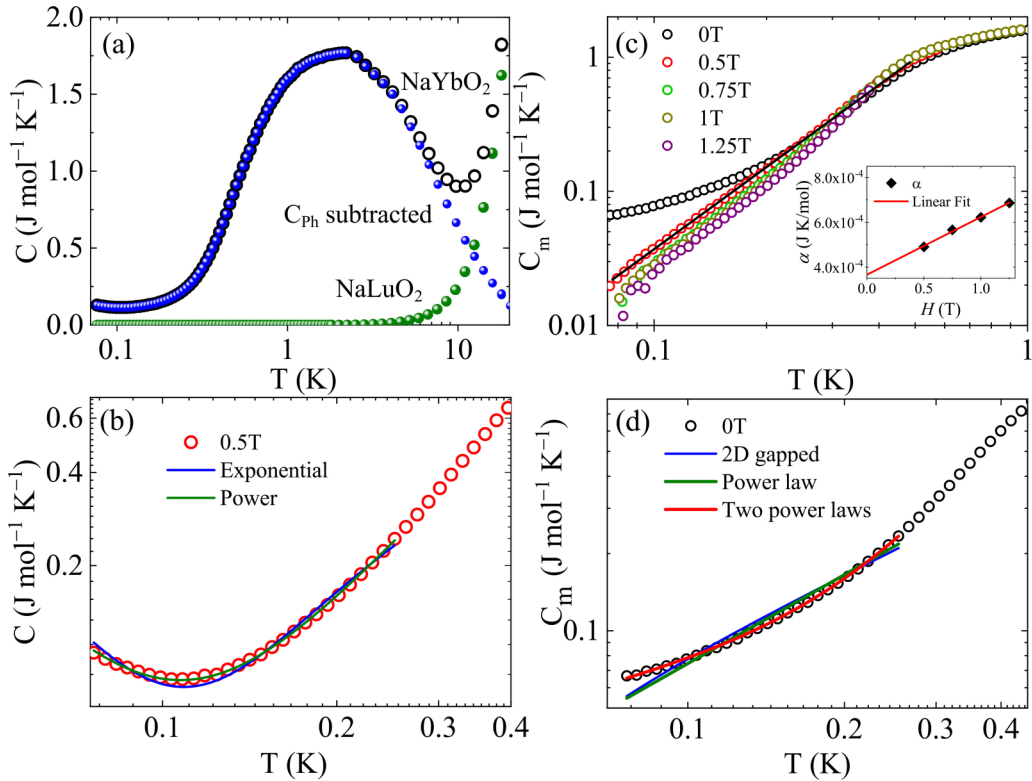 (a)
2.0
1.5
1.0
0.5
0.0
C (J mol⁻¹ K⁻¹)
NaYbO₂
C_Ph subtracted
NaLuO₂
0.1
1
10
T (K)
(c)
1
0.1
0.01
C_m (J mol⁻¹ K⁻¹)
0T
0.5T
0.75T
1T
1.25T
8.0x10⁻⁴
6.0x10⁻⁴
4.0x10⁻⁴
α (J K/mol)
α
Linear Fit
0.0
0.5
1.0
H (T)
0.1
1
T (K)
(b)
0.6
0.4
0.2
C (J mol⁻¹ K⁻¹)
0.5T
Exponential
Power
0.1
0.2
0.3
0.4
T (K)
(d)
0.1
C_m (J mol⁻¹ K⁻¹)
0T
2D gapped
Power law
Two power laws
0.1
0.2
0.3
0.4
T (K)